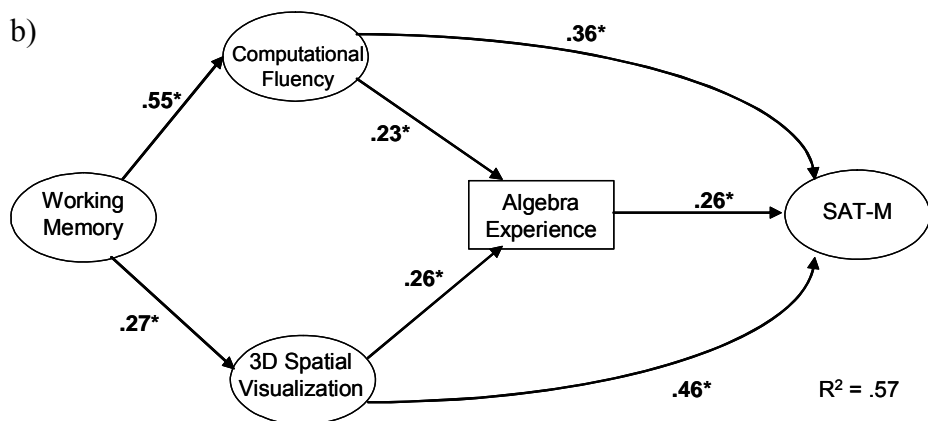 b)
Computational
Fluency
.36*
.55*
.23*
Working
Memory
Algebra
Experience
.26*
SAT-M
.26*
.27*
3D Spatial
Visualization
.46*
R² = .57